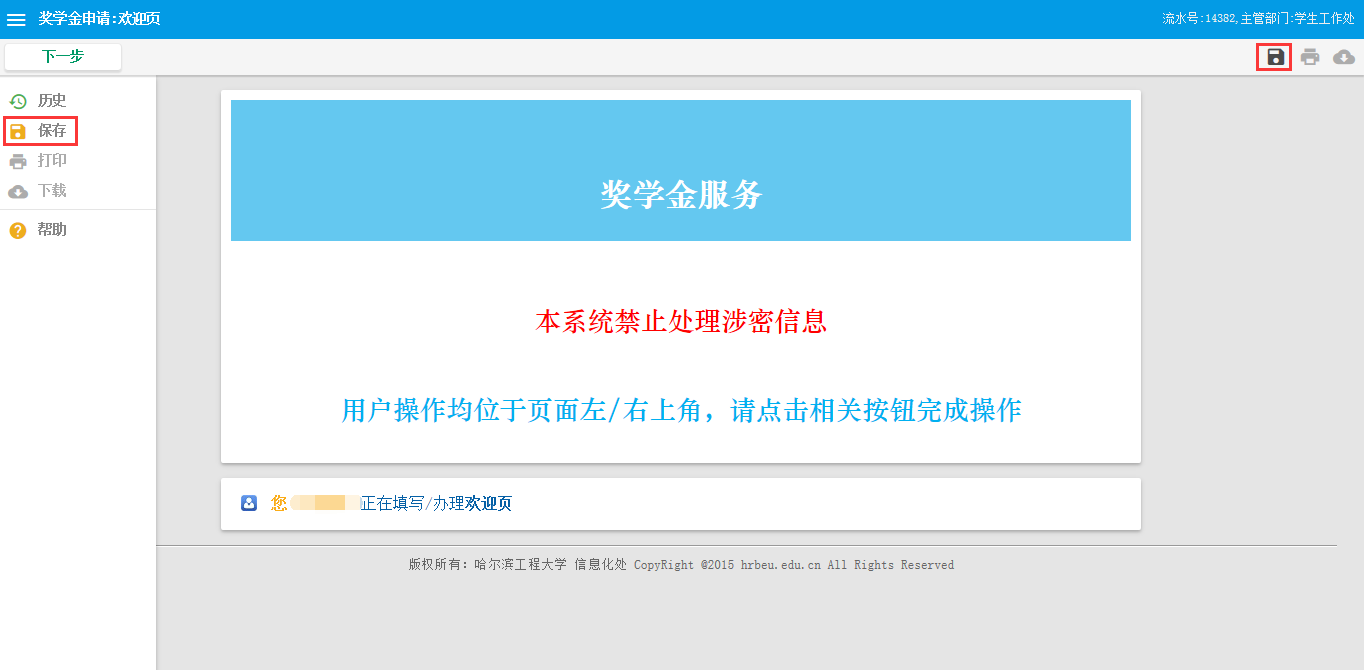 奖学金申请:欢迎页
流水号:14382,主管部门:学生工作处
下一步
历史
保存
打印
下载
帮助
奖学金服务
本系统禁止处理涉密信息
用户操作均位于页面左/右上角，请点击相关按钮完成操作
您 正在填写/办理欢迎页
版权所有：哈尔滨工程大学 信息化处 CopyRight @2015 hrbeu.edu.cn All Rights Reserved